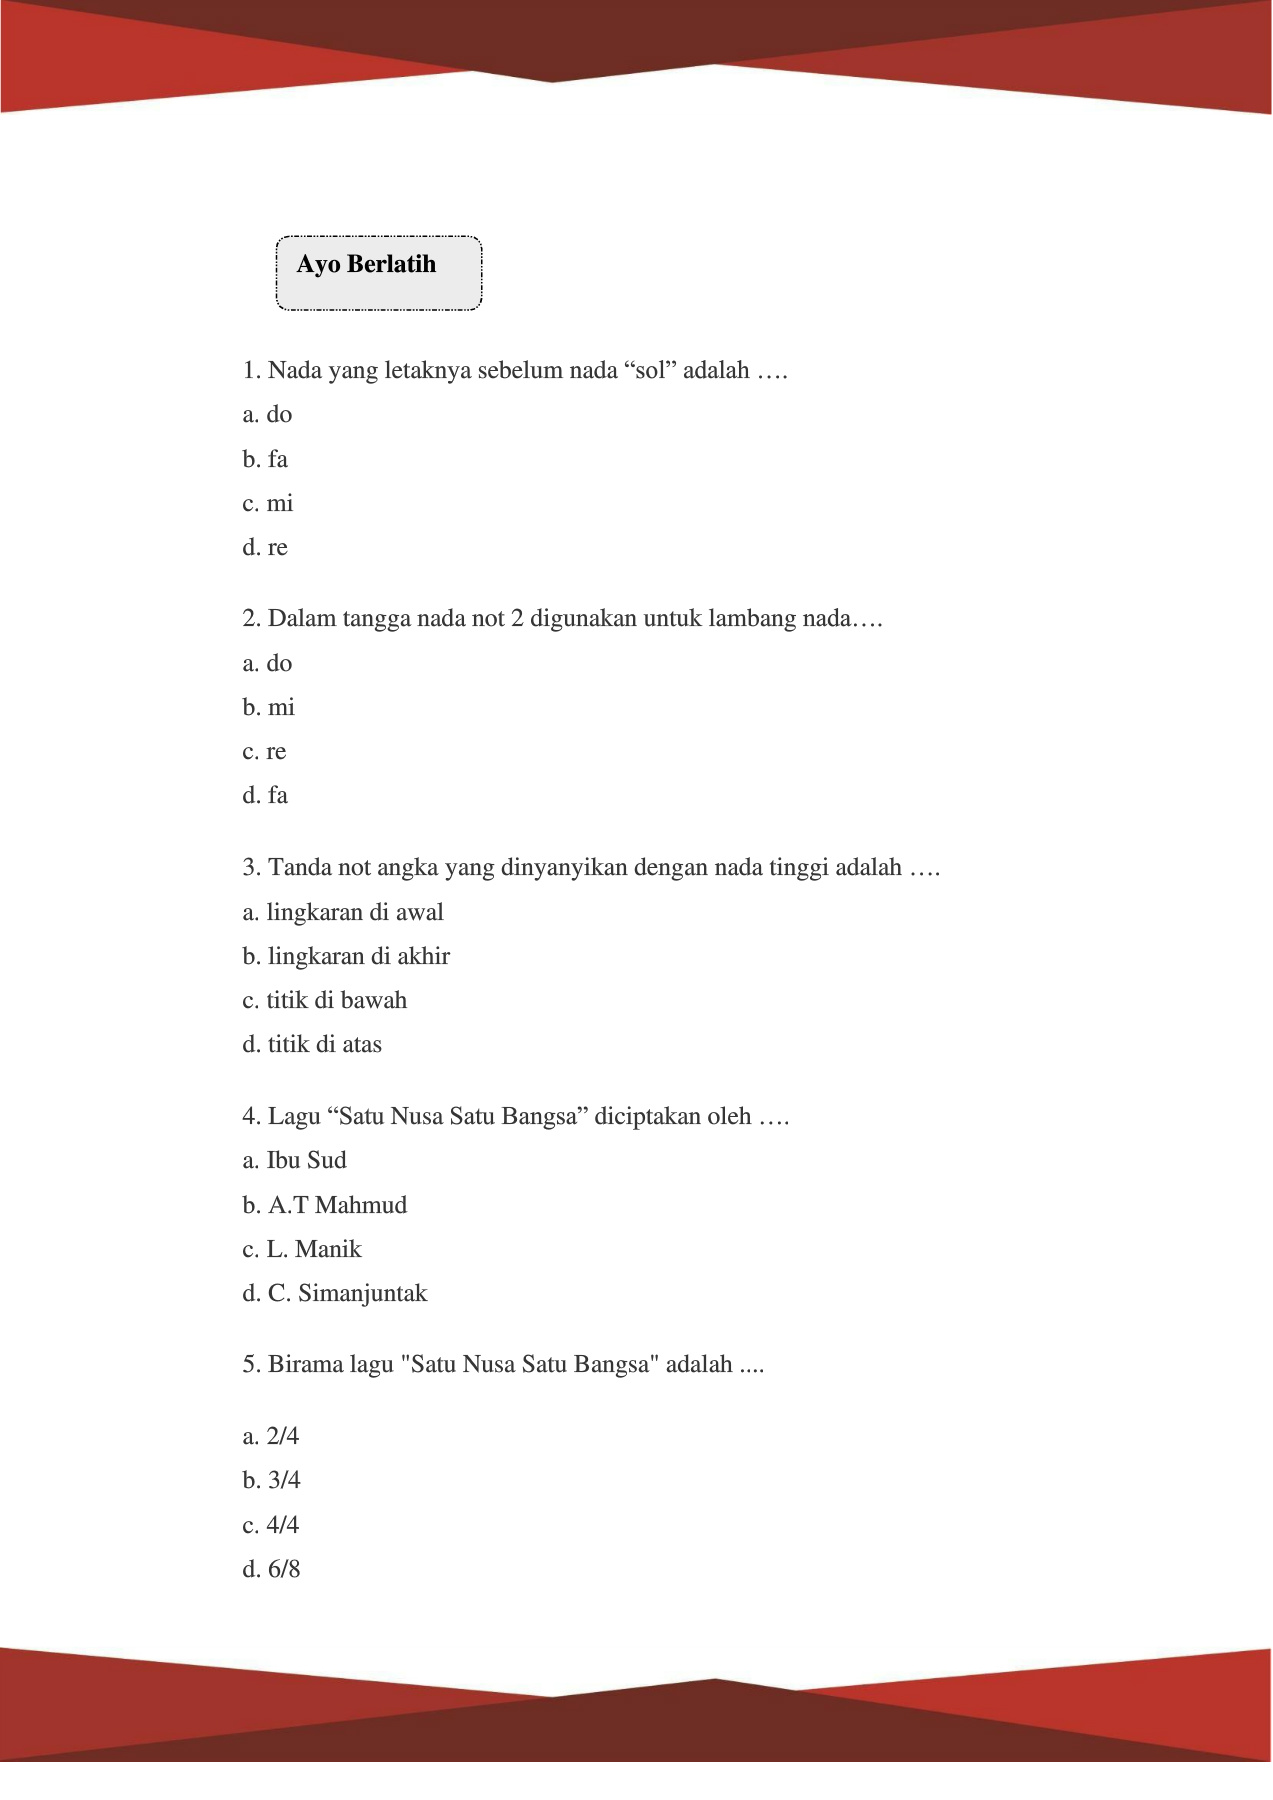 Ayo Berlatih
1. Nada yang letaknya sebelum nada “sol” adalah ….
a. do
b. fa
c. mi
d. re
2. Dalam tangga nada not 2 digunakan untuk lambang nada….
a. do
b. mi
c. re
d. fa
3. Tanda not angka yang dinyanyikan dengan nada tinggi adalah ….
a. lingkaran di awal
b. lingkaran di akhir
c. titik di bawah
d. titik di atas
4. Lagu “Satu Nusa Satu Bangsa” diciptakan oleh ….
a. Ibu Sud
b. A.T Mahmud
c. L. Manik
d. C. Simanjuntak
5. Birama lagu "Satu Nusa Satu Bangsa" adalah ....
a. 2/4
b. 3/4
c. 4/4
d. 6/8